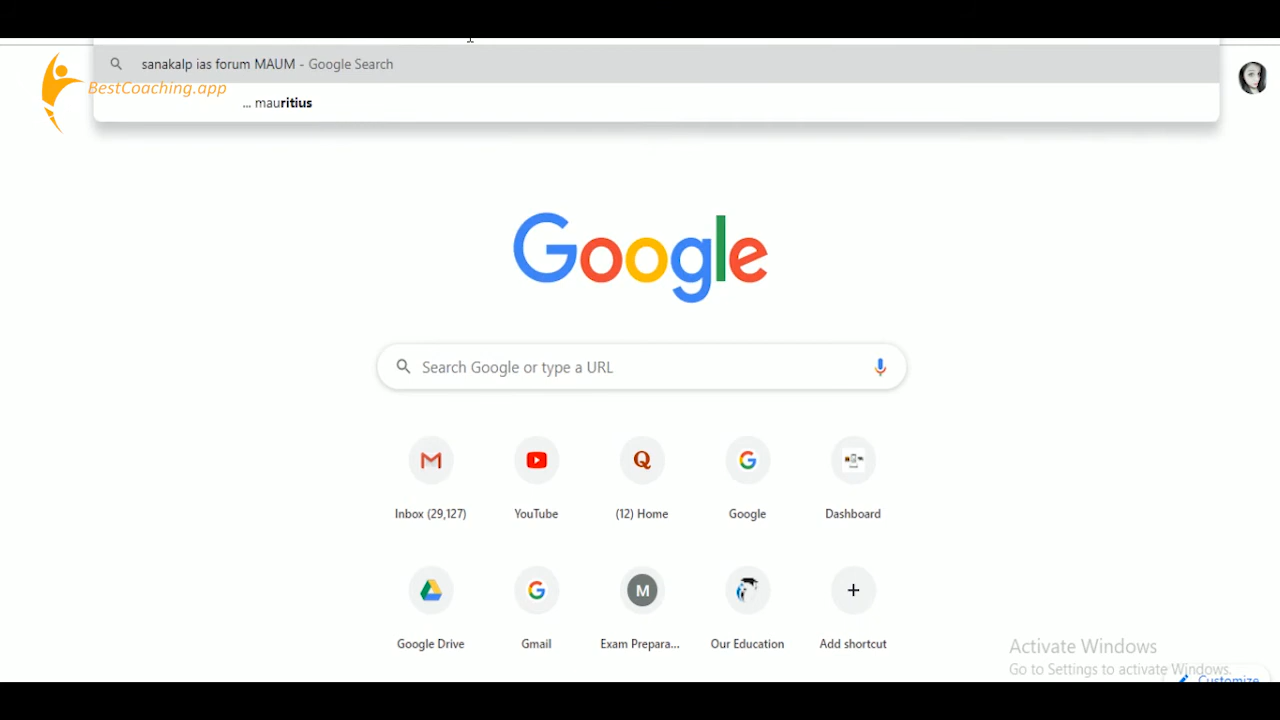 sanakalp ias forum MAUM - Google Search
BestCoaching.app
... mauritius
Google
Search Google or type a URL
Inbox (29,127)
YouTube
(12) Home
Google
Dashboard
M
Google Drive
Gmail
Exam Prepara...
Our Education
Add shortcut
Activate Windows
Go to Settings to activate Windows.
Customize